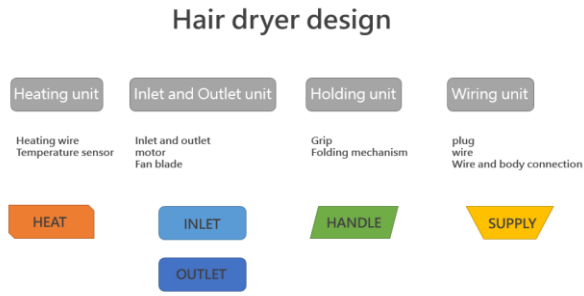 Hair dryer design
Heating unit
Inlet and Outlet unit
Holding unit
Wiring unit
Heating wire
Temperature sensor
Inlet and outlet
motor
Fan blade
Grip
Folding mechanism
plug
wire
Wire and body connection
HEAT
INLET
HANDLE
SUPPLY
OUTLET